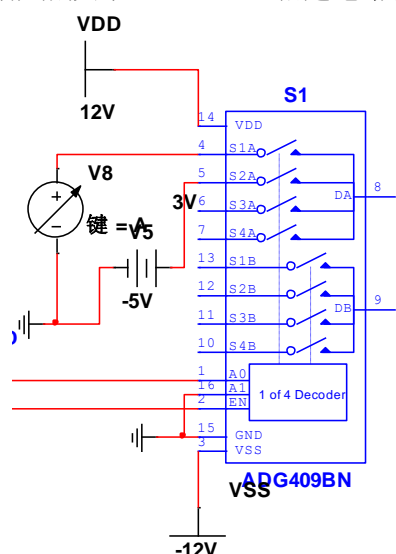 VDD
12V
S1
14 VDD
4 S1A
V8
5 S2A
3V
DA 8
6 S3A
键 = A
V5
7 S4A
13 S1B
-5V
12 S2B
DB 9
11 S3B
10 S4B
1 A0
16 A1
1 of 4 Decoder
2 EN
15 GND
3 VSS
ADG409BN
VSS
-12V